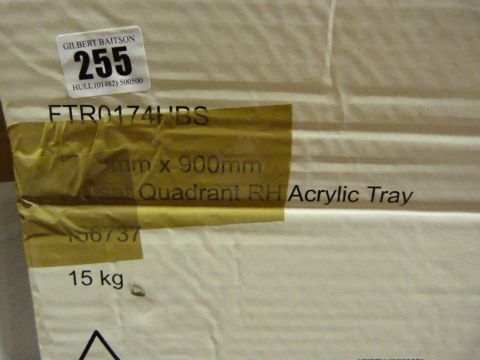 GILBERT BAITSON
255
HULL (01482) 500500
FTR0174HBS
mm x 900mm
Quadrant RH Acrylic Tray
156737
15 kg